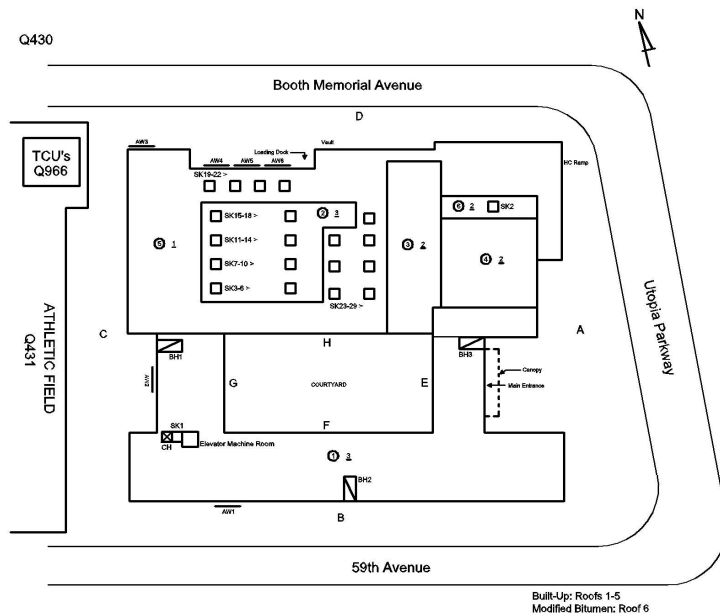 Q430
N
Booth Memorial Avenue
D
TCU's
Q966
AW3
Loading Dock
Vault
AW4 AW5 AW6
HC Ramp
SK19-22 >
SK15-18 >
2 3
6 2
SK2
SK11-14 >
5 1
3 2
4 2
SK7-10 >
SK3-6 >
SK23-29 >
ATHLETIC FIELD
Q431
Utopia Parkway
C
H
A
BH1
BH3
AW2
G
COURTYARD
E
Canopy
Main Entrance
SK1
F
Elevator Machine Room
CH
1 3
BH2
AW1
B
59th Avenue
Built-Up: Roofs 1-5
Modified Bitumen: Roof 6